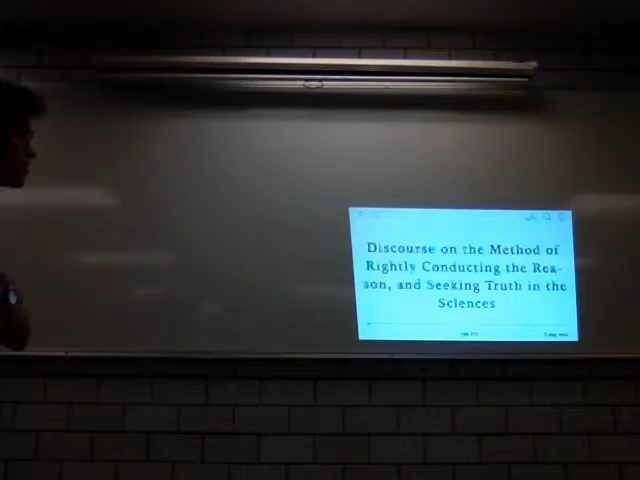 Discourse on the Method of
Rightly Conducting the Rea-
son, and Seeking Truth in the
Sciences